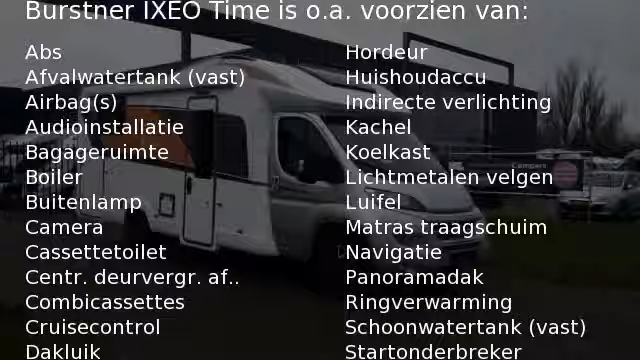 Burstner IXEO Time is o.a. voorzien van:
Abs
Afvalwatertank (vast)
Airbag(s)
Audioinstallatie
Bagageruimte
Boiler
Buitenlamp
Camera
Cassettetoilet
Centr. deurvergr. af..
Combicassettes
Cruisecontrol
Dakluik
Hordeur
Huishoudaccu
Indirecte verlichting
Kachel
Koelkast
Lichtmetalen velgen
Luifel
Matras traagschuim
Navigatie
Panoramadak
Ringverwarming
Schoonwatertank (vast)
Startonderbreker
Campers